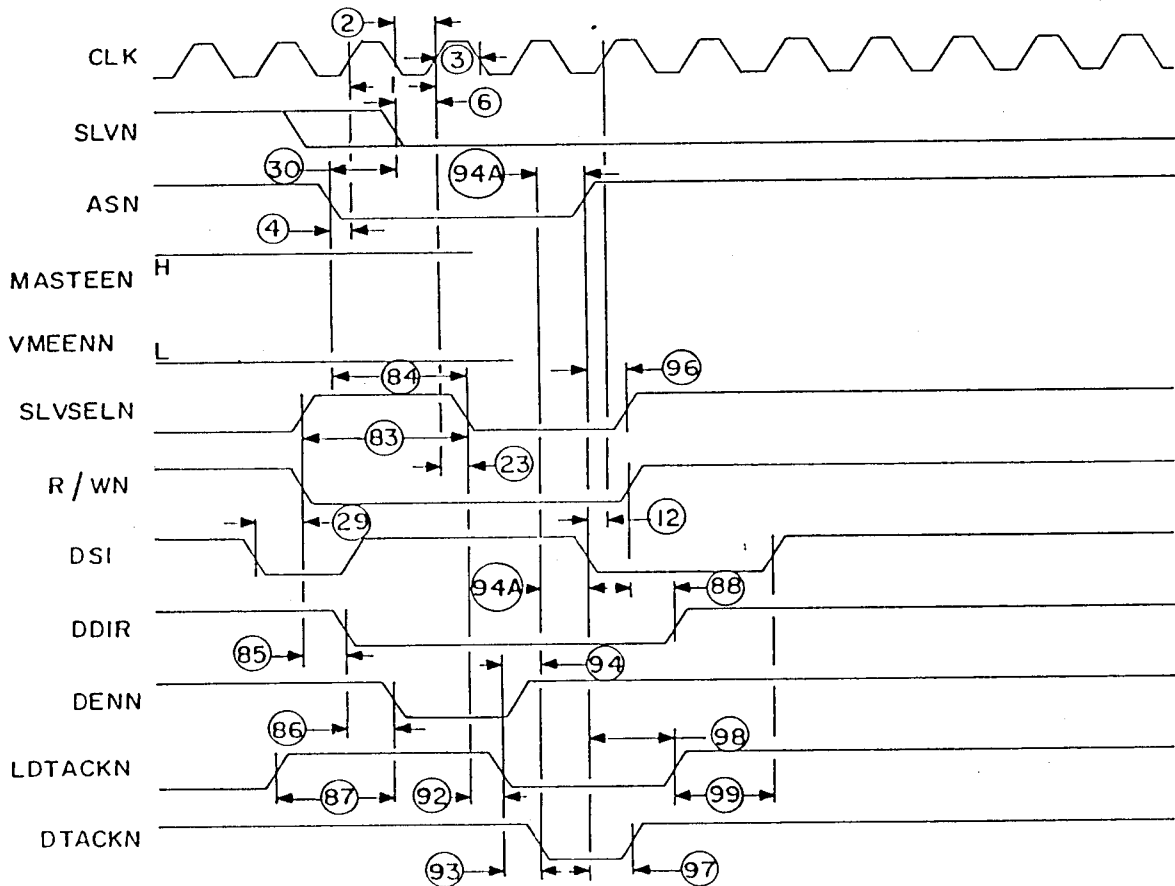 2
CLK
3
6
SLVN
30
94A
ASN
4
H
MASTEEN
VMEENN
L
84
96
SLVSELN
83
23
R/WN
29
12
DSI
94A
88
DDIR
85
94
DENN
86
98
LDTACKN
87
92
99
DTACKN
93
97